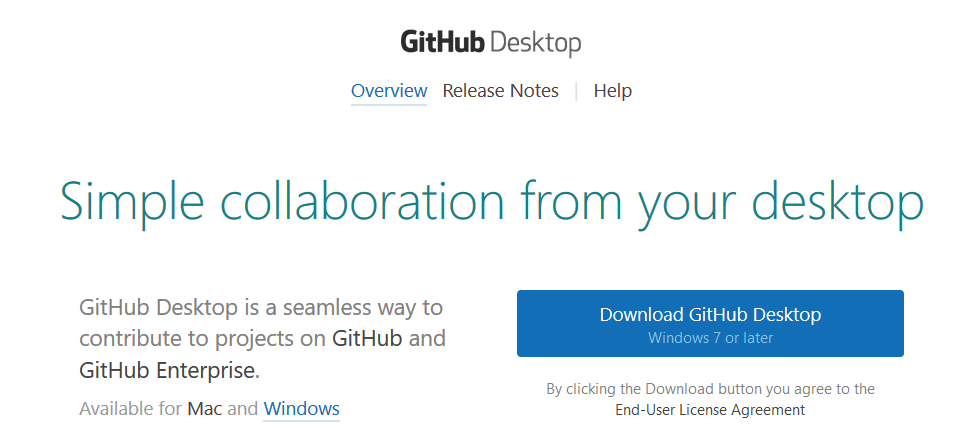 GitHub Desktop
Overview Release Notes | Help
Simple collaboration from your desktop
GitHub Desktop is a seamless way to
contribute to projects on GitHub and
GitHub Enterprise.
Available for Mac and Windows
Download GitHub Desktop
Windows 7 or later
By clicking the Download button you agree to the
End-User License Agreement